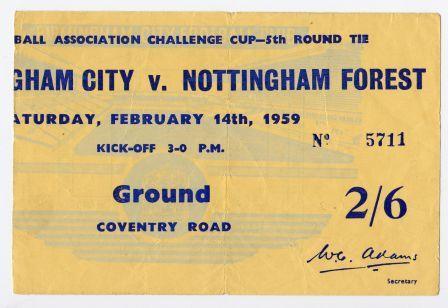 BALL ASSOCIATION CHALLENGE CUP–5th ROUND TIE
GHAM CITY v. NOTTINGHAM FOREST
ATURDAY, FEBRUARY 14th, 1959
KICK-OFF 3-0 P.M.
Nº 5711
Ground
2/6
COVENTRY ROAD
W.C. Adams
Secretary